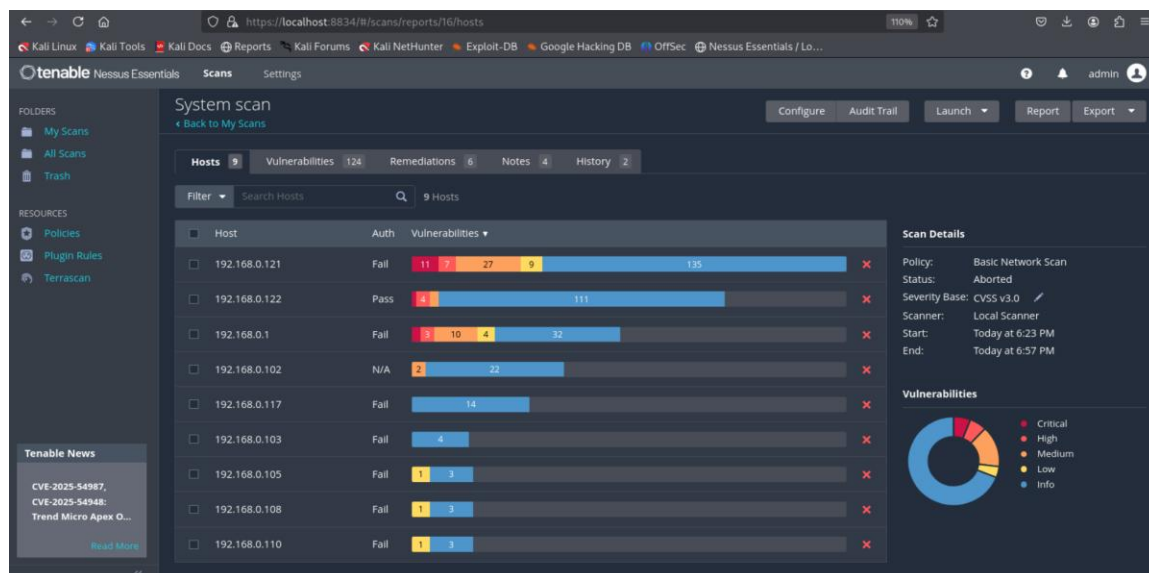 https://localhost:8834/#/scans/reports/16/hosts 110%
Kali Linux Kali Tools Kali Docs Reports Kali Forums Kali NetHunter Exploit-DB Google Hacking DB OffSec Nessus Essentials / Lo...
tenable Nessus Essentials Scans Settings admin
FOLDERS
My Scans
All Scans
Trash
RESOURCES
Policies
Plugin Rules
Terrascan
Tenable News
CVE-2025-54987,
CVE-2025-54948:
Trend Micro Apex O...
Read More
System scan
Back to My Scans
Configure Audit Trail Launch Report Export
Hosts 9 Vulnerabilities 124 Remediations 6 Notes 4 History 2
Filter Search Hosts 9 Hosts
Host Auth Vulnerabilities
192.168.0.121 Fail 11 7 27 9 135
192.168.0.122 Pass 4 111
192.168.0.1 Fail 3 10 4 32
192.168.0.102 N/A 2 22
192.168.0.117 Fail 14
192.168.0.103 Fail 4
192.168.0.105 Fail 1 3
192.168.0.108 Fail 1 3
192.168.0.110 Fail 1 3
Scan Details
Policy: Basic Network Scan
Status: Aborted
Severity Base: CVSS v3.0
Scanner: Local Scanner
Start: Today at 6:23 PM
End: Today at 6:57 PM
Vulnerabilities
Critical
High
Medium
Low
Info